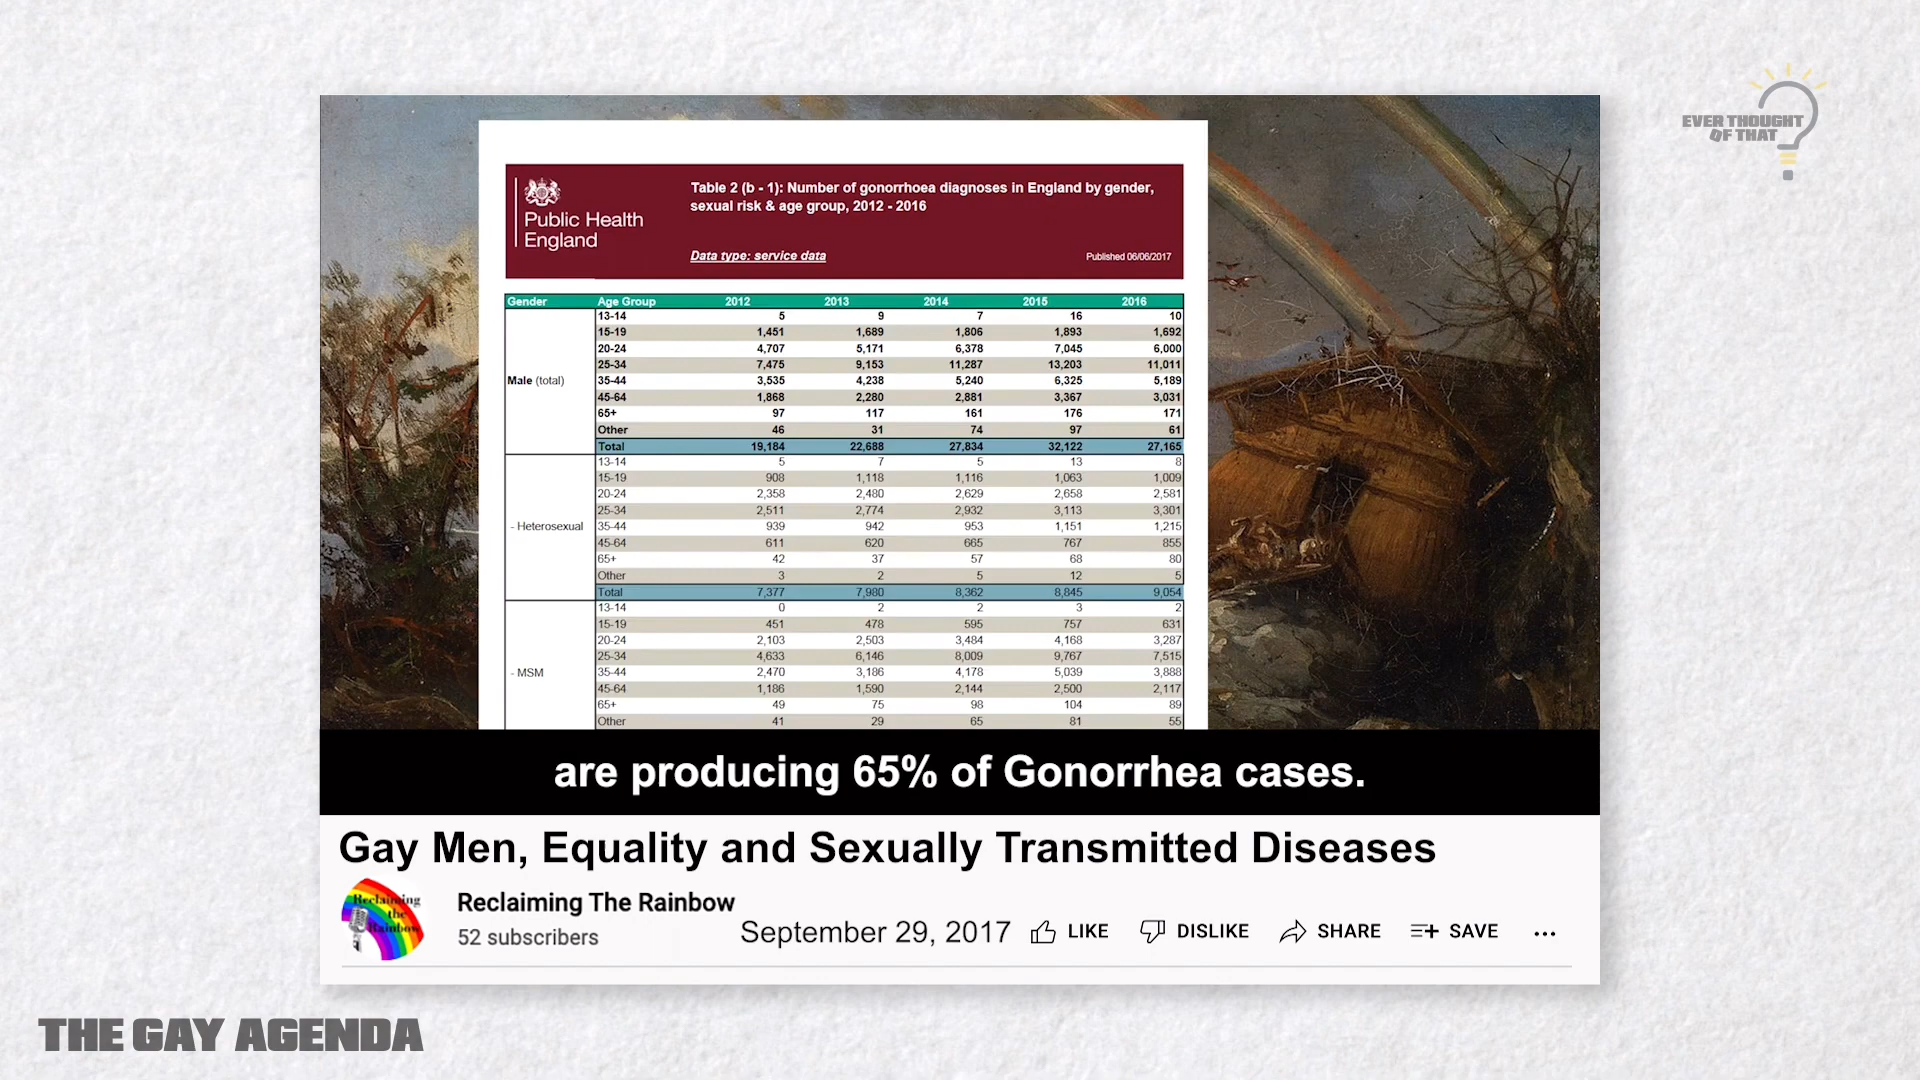 EVER THOUGHT
OF THAT
Public Health
England
Table 2 (b - 1): Number of gonorrhoea diagnoses in England by gender,
sexual risk & age group, 2012 - 2016
Data type: service data
Published 06/06/2017
Gender Age Group 2012 2013 2014 2015 2016
13-14 5 9 7 16 10
15-19 1,451 1,689 1,806 1,893 1,692
20-24 4,707 5,171 6,378 7,045 6,000
25-34 7,475 9,153 11,287 13,203 11,011
Male (total) 35-44 3,535 4,238 5,240 6,325 5,189
45-64 1,868 2,280 2,881 3,367 3,031
65+ 97 117 161 176 171
Other 46 31 74 97 61
Total 19,184 22,688 27,834 32,122 27,165
13-14 5 7 5 13 8
15-19 908 1,118 1,116 1,063 1,009
20-24 2,358 2,480 2,629 2,658 2,581
25-34 2,511 2,774 2,932 3,113 3,301
- Heterosexual 35-44 939 942 953 1,151 1,215
45-64 611 620 665 767 855
65+ 42 37 57 68 80
Other 3 2 5 12 5
Total 7,377 7,980 8,362 8,845 9,054
13-14 0 2 2 3 2
15-19 451 478 595 757 631
20-24 2,103 2,503 3,484 4,168 3,287
25-34 4,633 6,146 8,009 9,767 7,515
- MSM 35-44 2,470 3,186 4,178 5,039 3,888
45-64 1,186 1,590 2,144 2,500 2,117
65+ 49 75 98 104 89
Other 41 29 65 81 55
are producing 65% of Gonorrhea cases.
Gay Men, Equality and Sexually Transmitted Diseases
Reclaiming
the
Rainbow
Reclaiming The Rainbow
52 subscribers
September 29, 2017 LIKE DISLIKE SHARE SAVE ...
THE GAY AGENDA